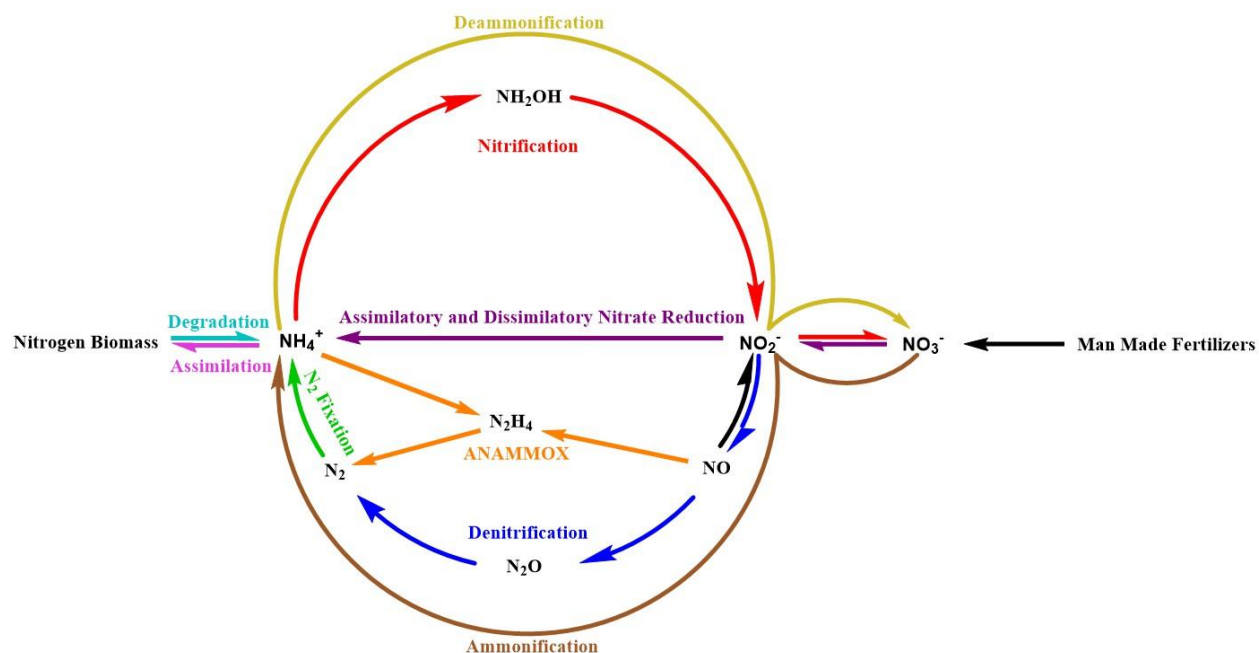 Deammonification
NH₂OH
Nitrification
Degradation
Assimilatory and Dissimilatory Nitrate Reduction
Nitrogen Biomass
NH₄⁺
NO₂⁻
NO₃⁻
Man Made Fertilizers
Assimilation
N₂ Fixation
N₂H₄
ANAMMOX
N₂
NO
Denitrification
N₂O
Ammonification